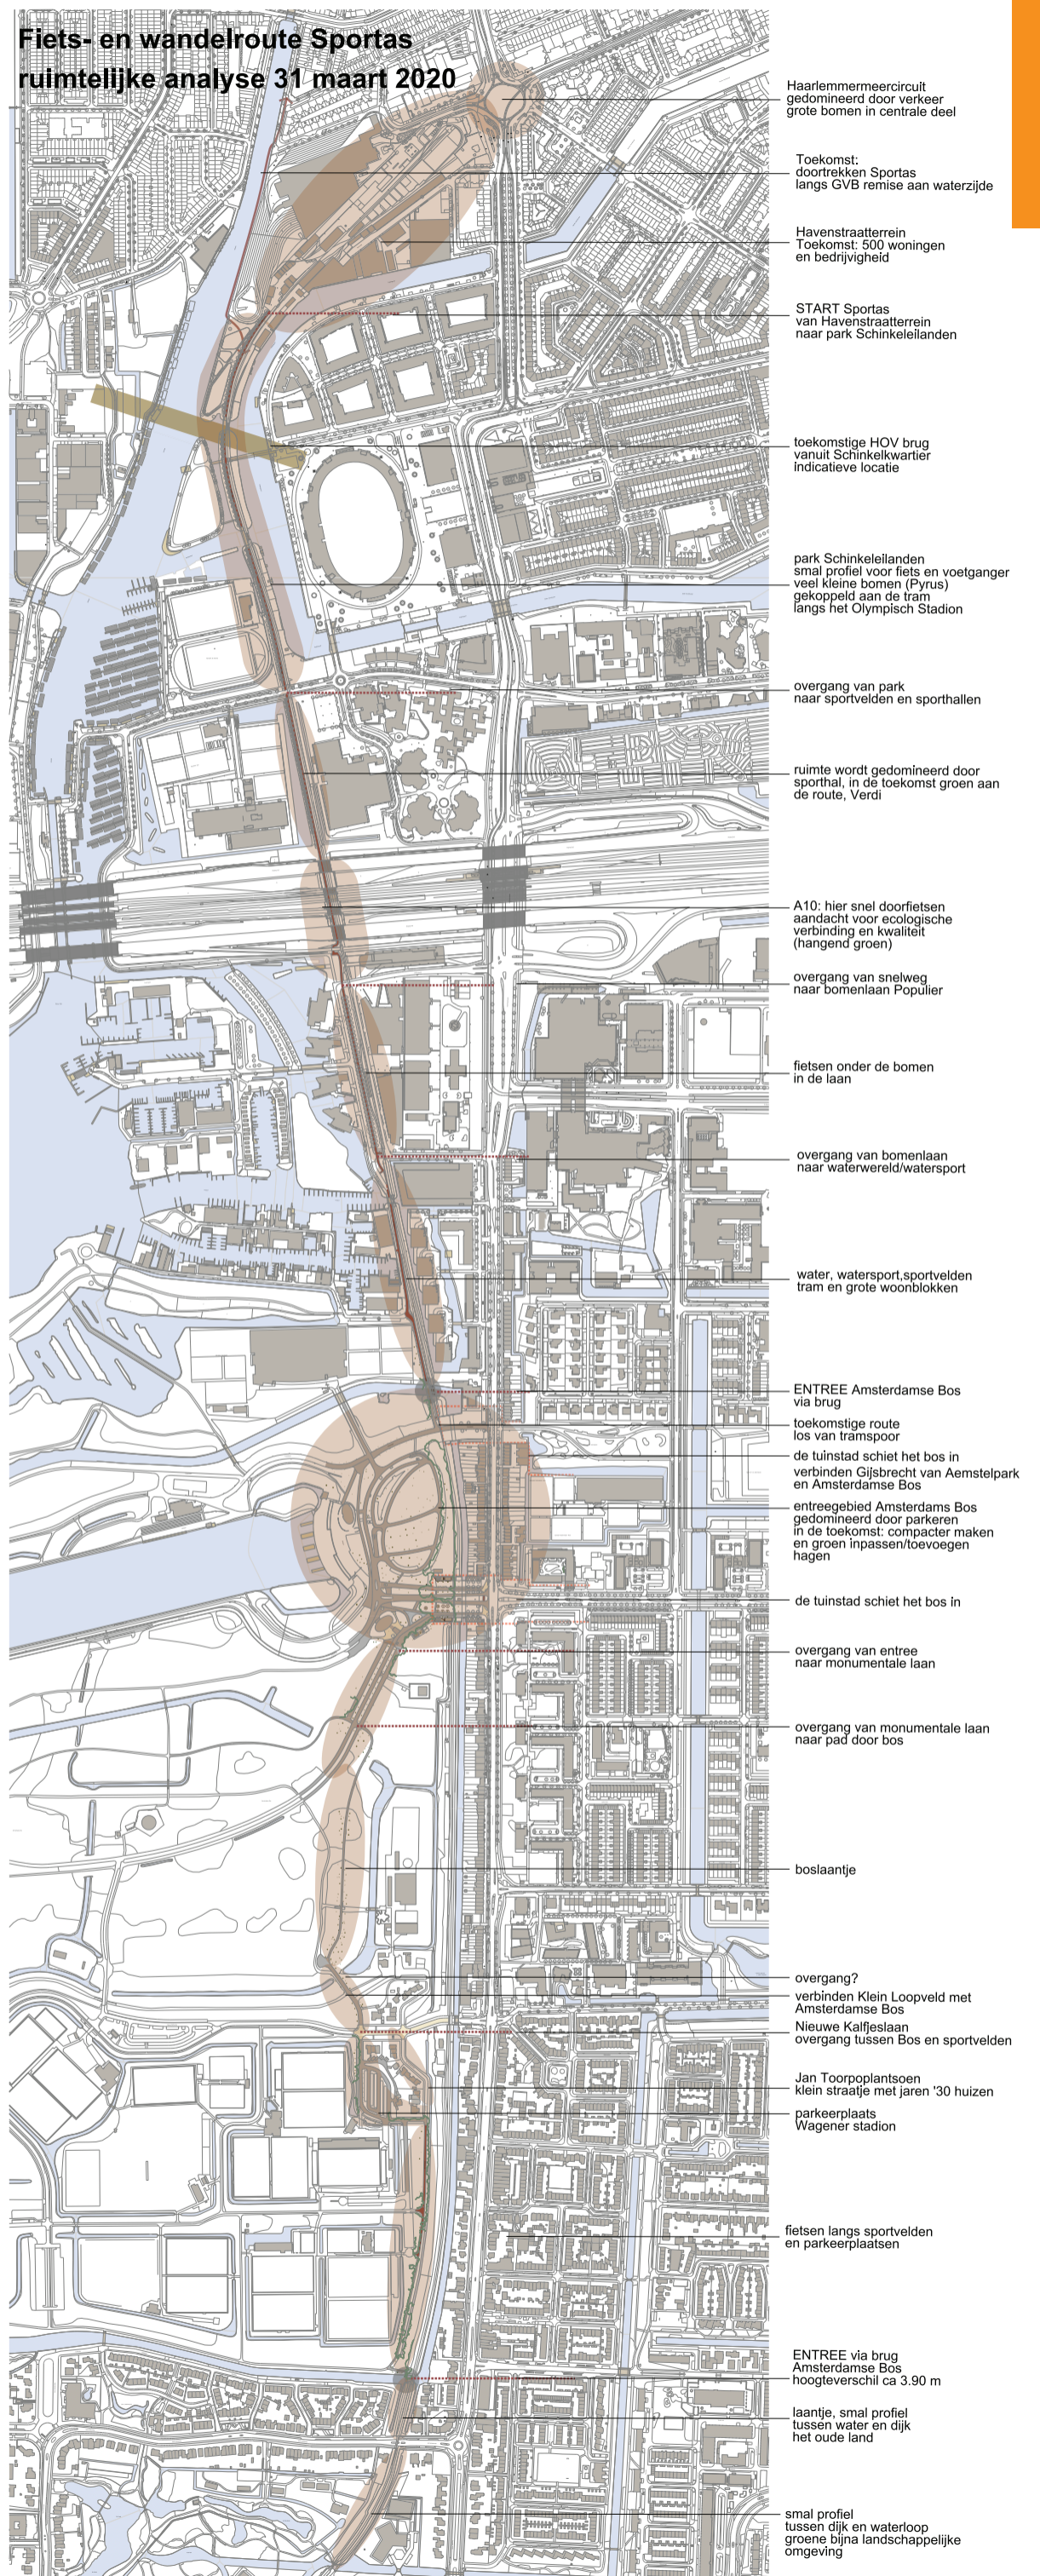 Fiets- en wandelroute Sportas
ruimtelijke analyse 31 maart 2020
Haarlemmermeercircuit
gedomineerd door verkeer
grote bomen in centrale deel
Toekomst:
doortrekken Sportas
langs GVB remise aan waterzijde
Havenstraatterrein
Toekomst: 500 woningen
en bedrijvigheid
START Sportas
van Havenstraatterrein
naar park Schinkeleilanden
toekomstige HOV brug
vanuit Schinkelkwartier
indicatieve locatie
park Schinkeleilanden
smal profiel voor fiets en voetganger
veel kleine bomen (Pyrus)
gekoppeld aan de tram
langs het Olympisch Stadion
overgang van park
naar sportvelden en sporthallen
ruimte wordt gedomineerd door
sporthal, in de toekomst groen aan
de route, Verdi
A10: hier snel doorfietsen
aandacht voor ecologische
verbinding en kwaliteit
(hangend groen)
overgang van snelweg
naar bomenlaan Populier
fietsen onder de bomen
in de laan
overgang van bomenlaan
naar waterwereld/watersport
water, watersport,sportvelden
tram en grote woonblokken
ENTREE Amsterdamse Bos
via brug
toekomstige route
los van tramspoor
de tuinstad schiet het bos in
verbinden Gijsbrecht van Aemstelpark
en Amsterdamse Bos
entreegebied Amsterdams Bos
gedomineerd door parkeren
in de toekomst: compacter maken
en groen inpassen/toevoegen
hagen
de tuinstad schiet het bos in
overgang van entree
naar monumentale laan
overgang van monumentale laan
naar pad door bos
boslaantje
overgang?
verbinden Klein Loopveld met
Amsterdamse Bos
Nieuwe Kalfjeslaan
overgang tussen Bos en sportvelden
Jan Toorpoplantsoen
klein straatje met jaren '30 huizen
parkeerplaats
Wagener stadion
fietsen langs sportvelden
en parkeerplaatsen
ENTREE via brug
Amsterdamse Bos
hoogteverschil ca 3.90 m
laantje, smal profiel
tussen water en dijk
het oude land
smal profiel
tussen dijk en waterloop
groene bijna landschappelijke
omgeving